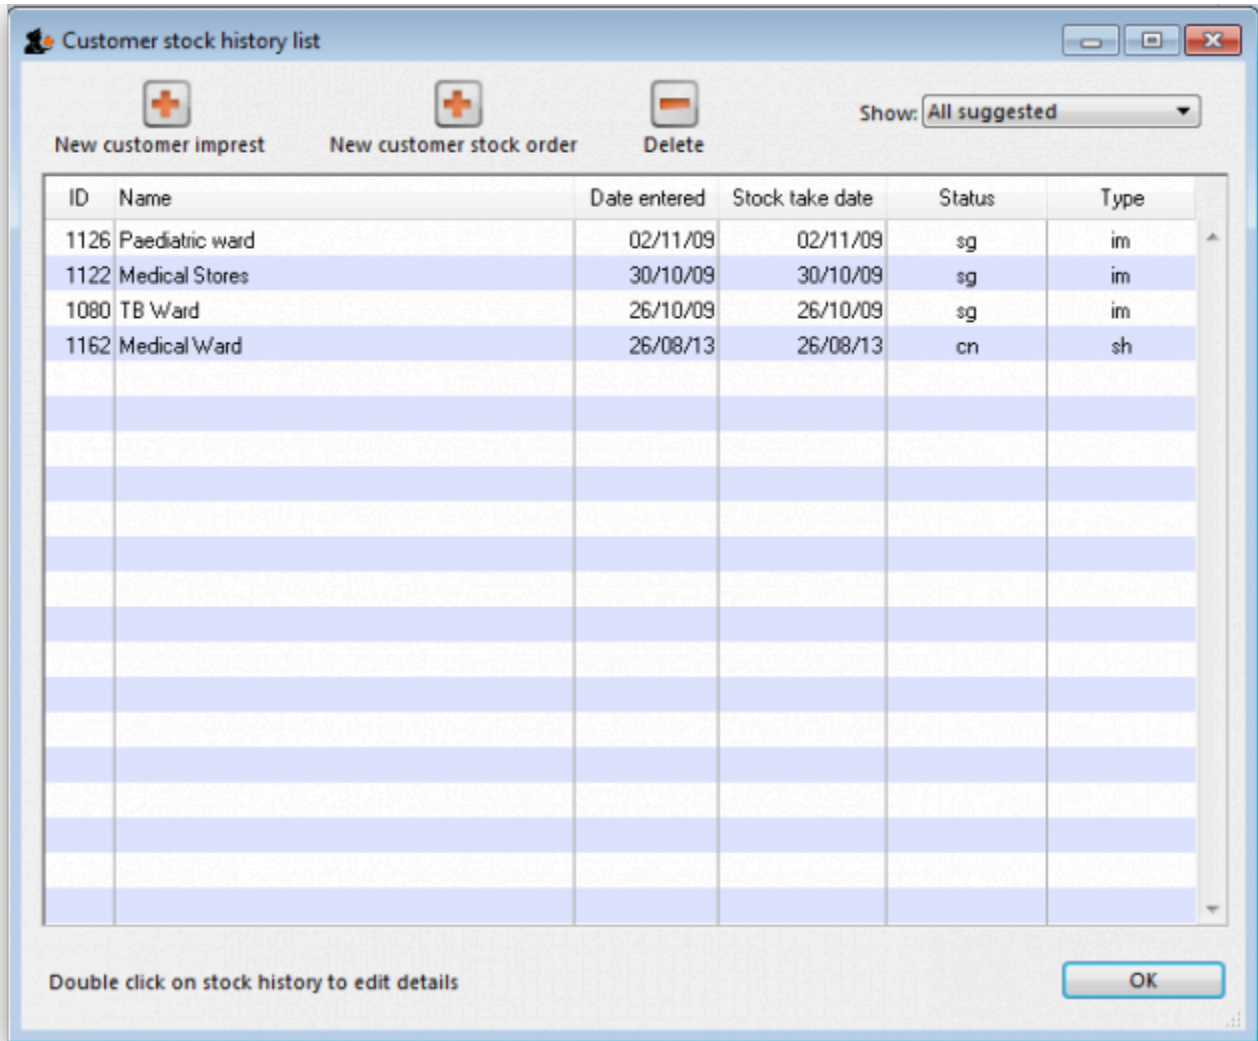 Customer stock history list
New customer imprest New customer stock order Delete Show: All suggested
ID Name Date entered Stock take date Status Type
1126 Paediatric ward 02/11/09 02/11/09 sg im
1122 Medical Stores 30/10/09 30/10/09 sg im
1080 TB Ward 26/10/09 26/10/09 sg im
1162 Medical Ward 26/08/13 26/08/13 cn sh
Double click on stock history to edit details OK